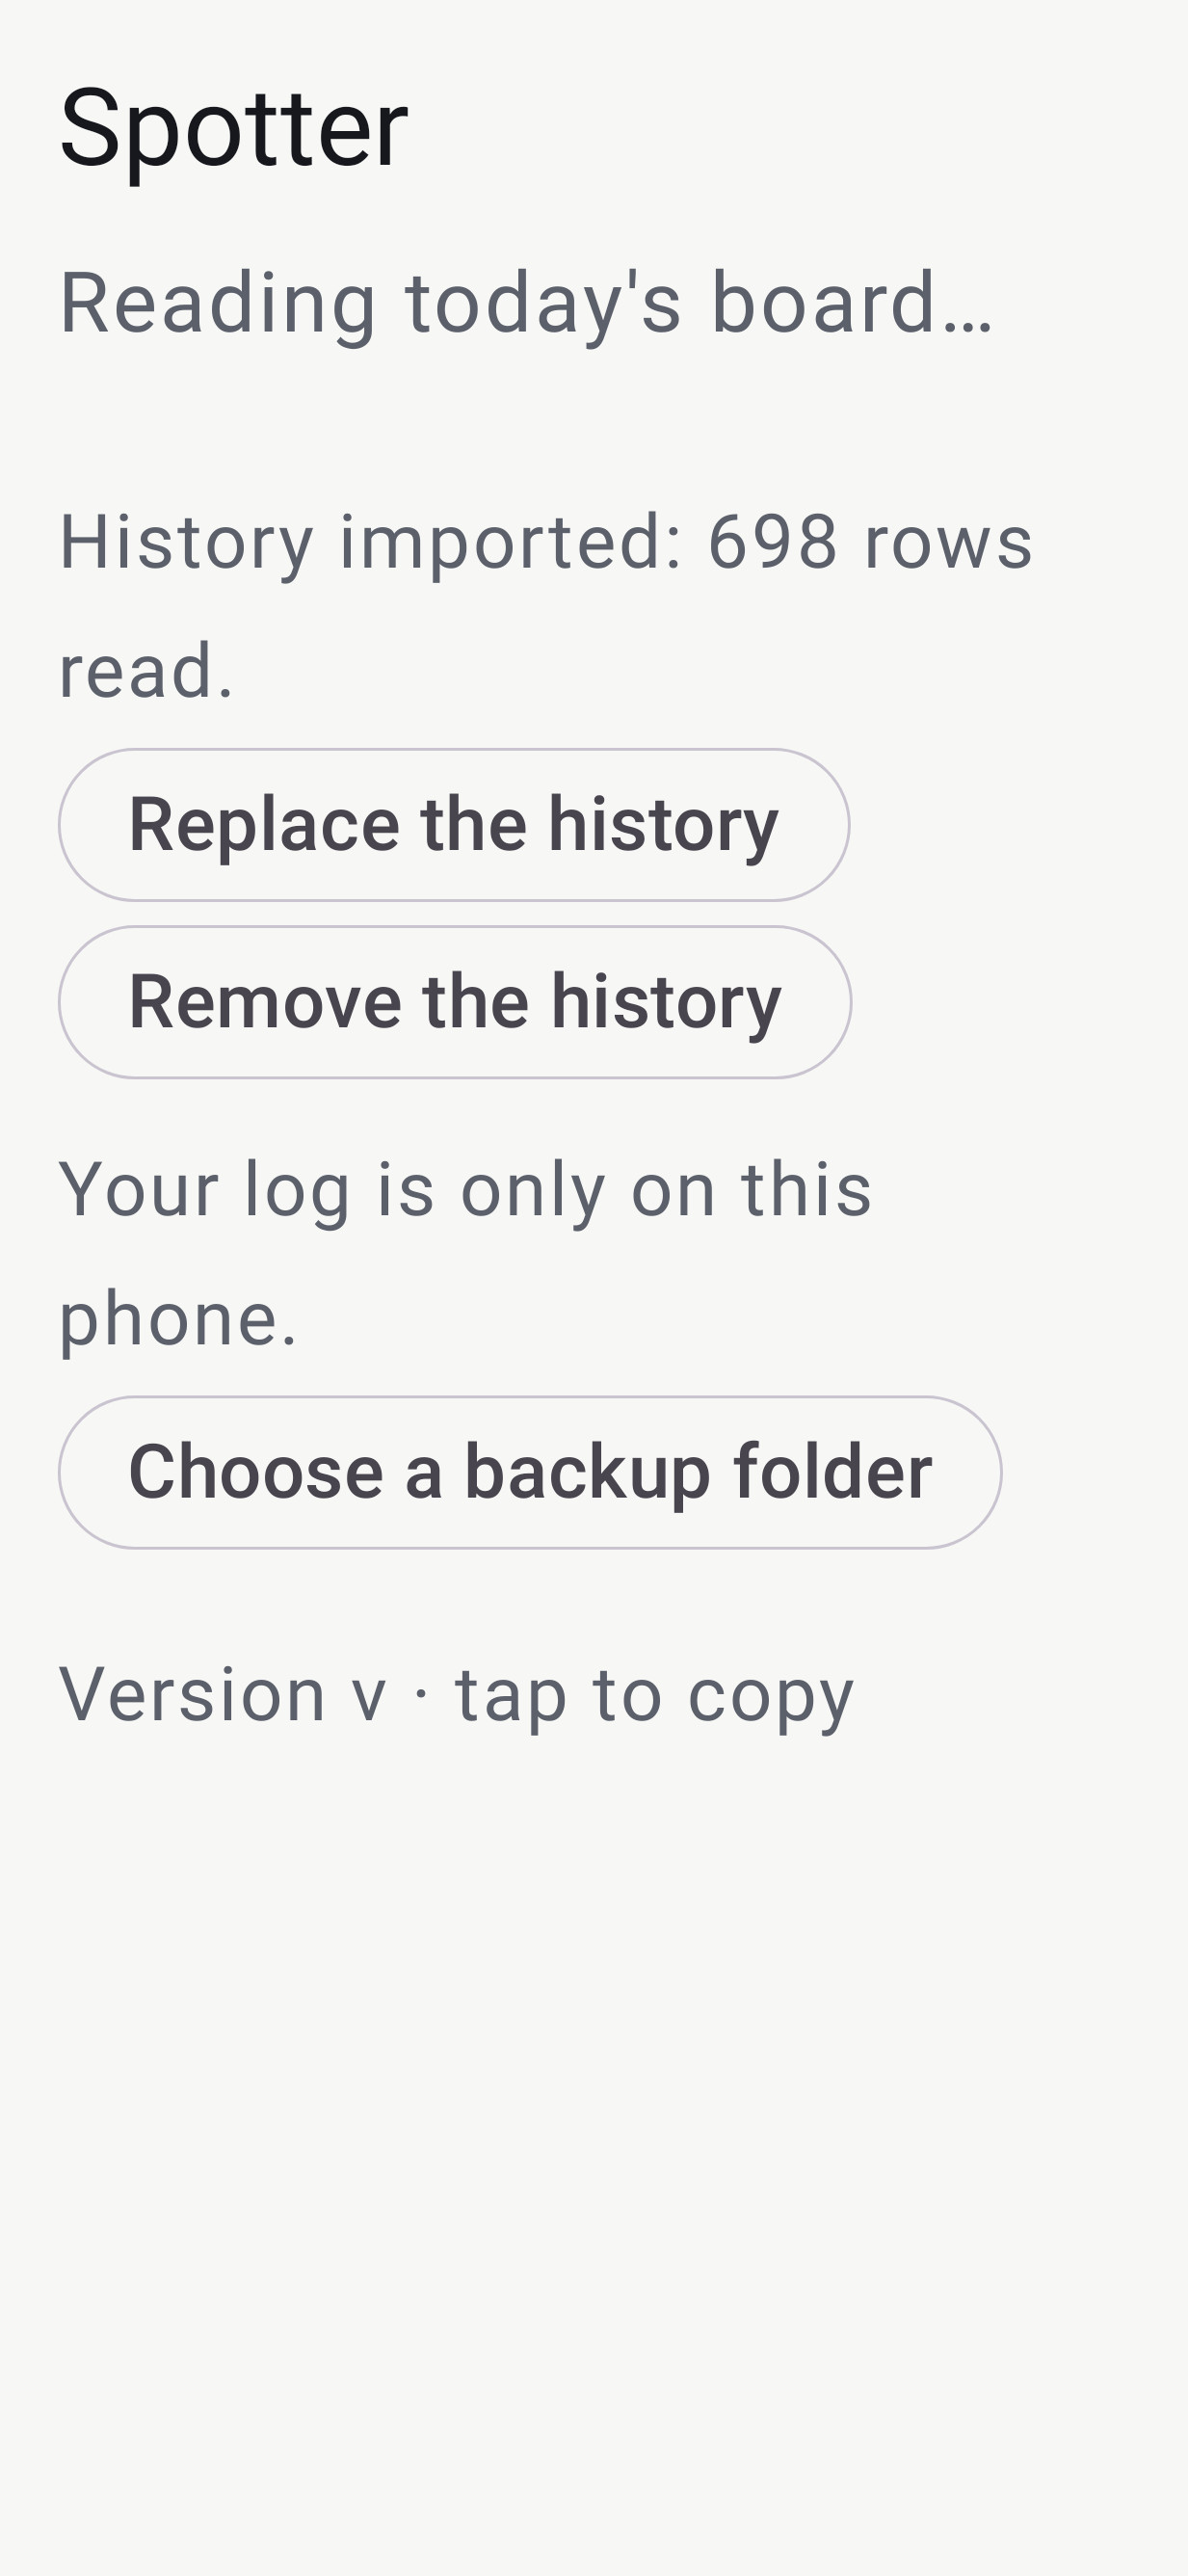 Spotter
Reading today's board…
History imported: 698 rows
read.
Replace the history
Remove the history
Your log is only on this
phone.
Choose a backup folder
Version v · tap to copy